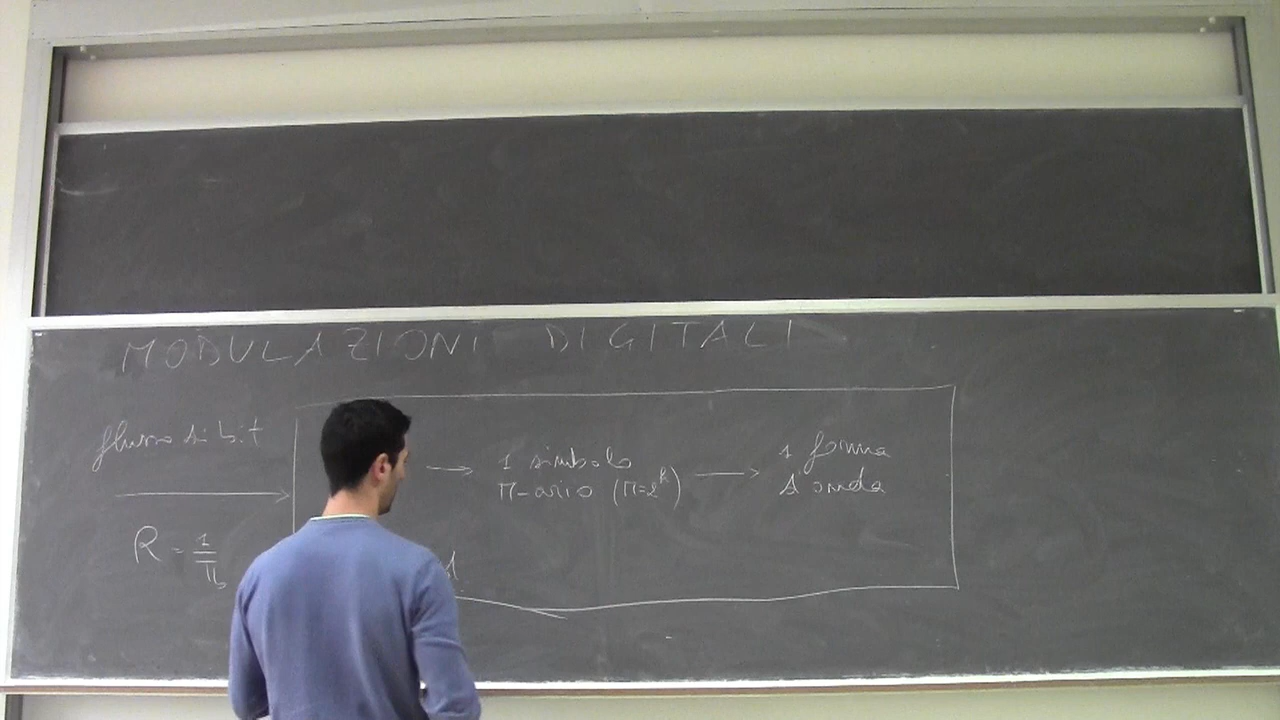 MODULAZIONI DIGITALI
flusso di bit
R = 1/Tb
1 simbolo
M-ario (M=2^k)
1 forma
d'onda